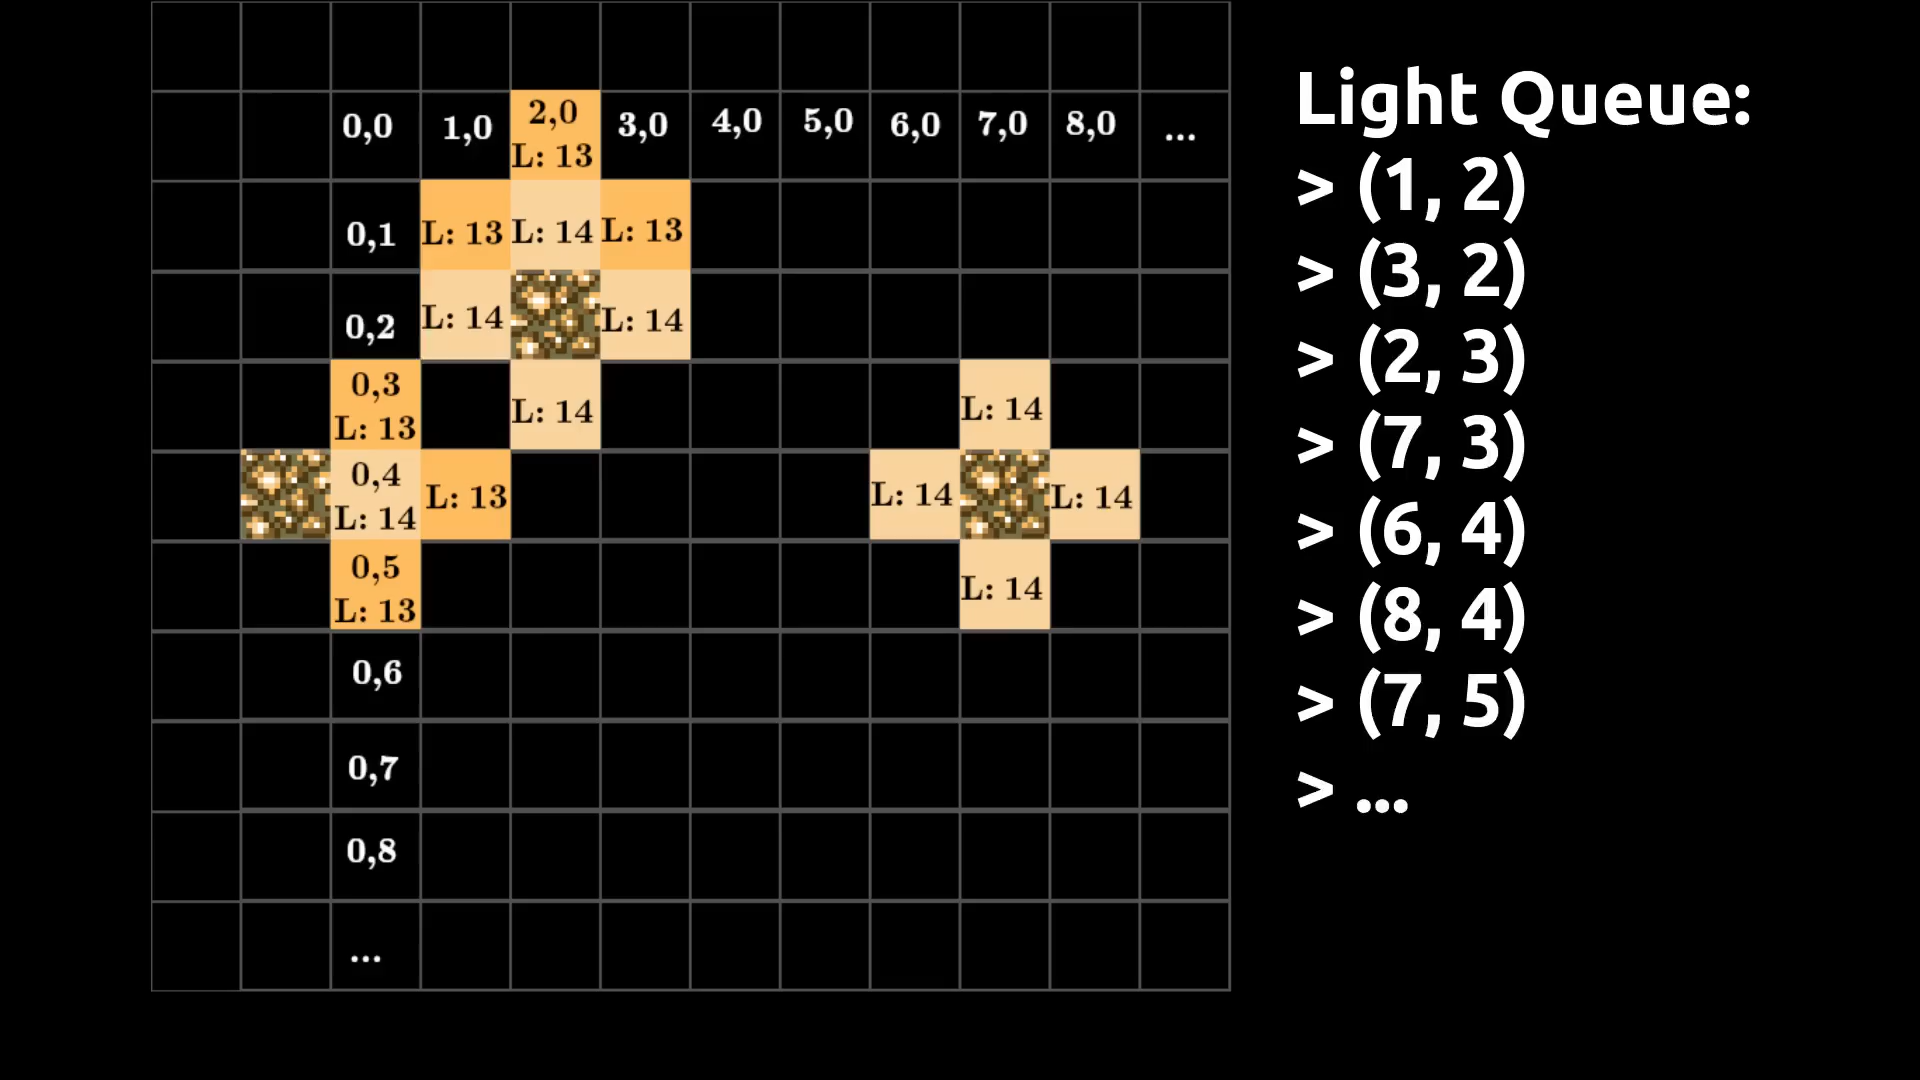 0,0 1,0 2,0 3,0 4,0 5,0 6,0 7,0 8,0 ...
L: 13
0,1 L: 13 L: 14 L: 13
0,2 L: 14 L: 14
0,3
L: 13 L: 14 L: 14
0,4
L: 14 L: 13 L: 14 L: 14
0,5
L: 13 L: 14
0,6
0,7
0,8
...
Light Queue:
> (1, 2)
> (3, 2)
> (2, 3)
> (7, 3)
> (6, 4)
> (8, 4)
> (7, 5)
> ...